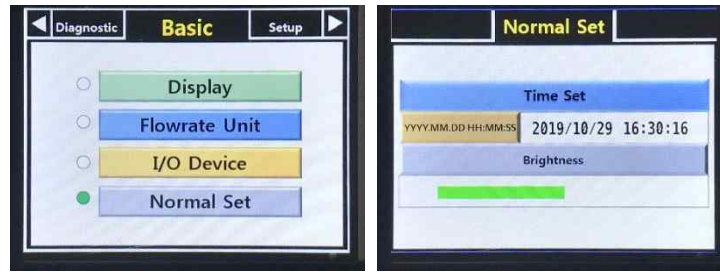 Diagnostic Basic Setup
Display
Flowrate Unit
I/O Device
Normal Set
Normal Set
Time Set
YYYY.MM.DD HH:MM:SS 2019/10/29 16:30:16
Brightness